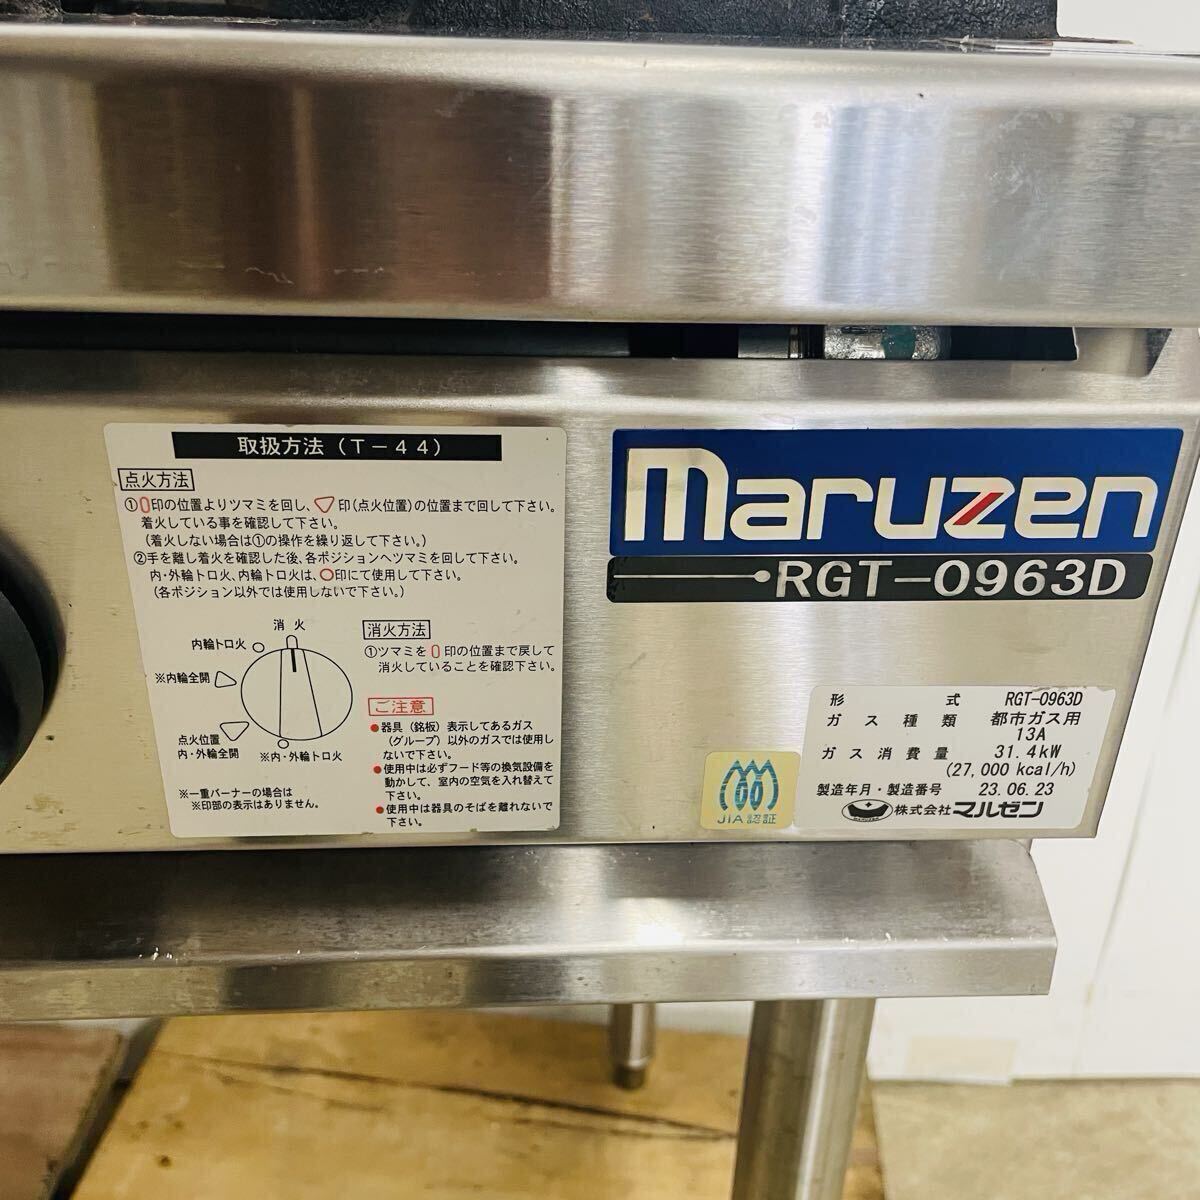 取扱方法(T-44)
点火方法
①0印の位置よりツマミを回し、▽印(点火位置)の位置まで回して下さい。
着火している事を確認して下さい。
(着火しない場合は①の操作を繰り返して下さい。)
②手を離し着火を確認した後、各ポジションへツマミを回して下さい。
内・外輪トロ火、内輪トロ火は、○印にて使用して下さい。
(各ポジション以外では使用しないで下さい。)
消火
内輪トロ火
※内輪全開
点火位置
内・外輪全開
※内・外輪トロ火
※一重バーナーの場合は
※印部の表示はありません。
消火方法
①ツマミを0印の位置まで戻して
消火していることを確認下さい。
ご注意
●器具(銘板)表示してあるガス
(グループ)以外のガスでは使用し
ないで下さい。
●使用中は必ずフード等の換気設備を
動かして、室内の空気を入れ替えて
下さい。
●使用中は器具のそばを離れないで
下さい。
maruzen
RGT-0963D
JIA認証
形式 RGT-0963D
ガス種類 都市ガス用
13A
ガス消費量 31.4kW
(27,000 kcal/h)
製造年月・製造番号 23.06.23
株式会社マルゼン